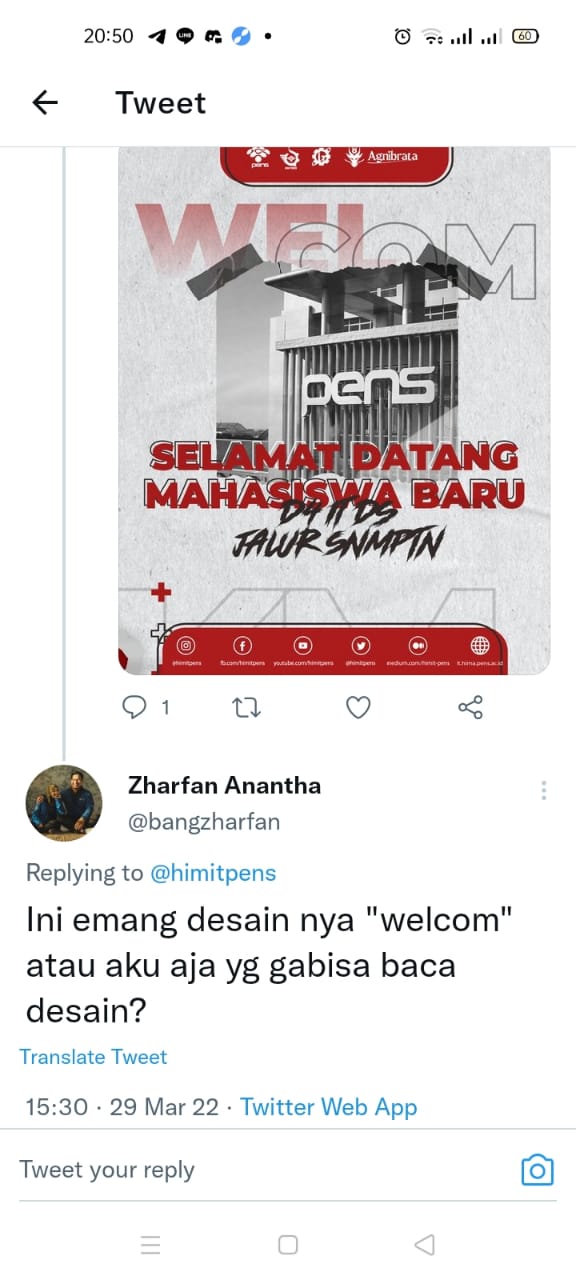 20:50
60
Tweet
pens
Agnibrata
WEL
COM
pens
SELAMAT DATANG
MAHASISWA BARU
D4 IT DS
JALUR SNMPTN
@himitpens fb.com/himitpens youtube.com/himitpens @himitpens medium.com/himit-pens it.hima.pens.ac.id
1
Zharfan Anantha
@bangzharfan
Replying to @himitpens
Ini emang desain nya "welcom"
atau aku aja yg gabisa baca
desain?
Translate Tweet
15:30 · 29 Mar 22 · Twitter Web App
Tweet your reply